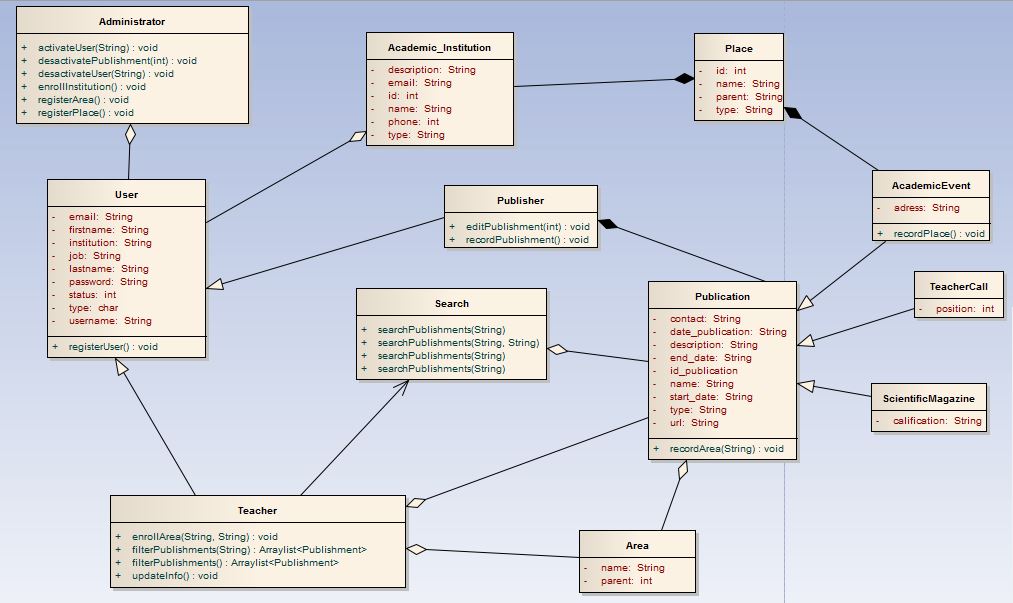 Administrator
+ activateUser(String) : void
+ desactivatePublishment(int) : void
+ desactivateUser(String) : void
+ enrollInstitution() : void
+ registerArea() : void
+ registerPlace() : void
Academic_Institution
- description: String
- email: String
- id: int
- name: String
- phone: int
- type: String
Place
- id: int
- name: String
- parent: String
- type: String
User
- email: String
- firstname: String
- institution: String
- job: String
- lastname: String
- password: String
- status: int
- type: char
- username: String
+ registerUser() : void
Publisher
+ editPublishment(int) : void
+ recordPublishment() : void
AcademicEvent
- adress: String
+ recordPlace() : void
Search
+ searchPublishments(String)
+ searchPublishments(String, String)
+ searchPublishments(String)
+ searchPublishments(String)
Publication
- contact: String
- date_publication: String
- description: String
- end_date: String
- id_publication
- name: String
- start_date: String
- type: String
- url: String
+ recordArea(String) : void
TeacherCall
- position: int
ScientificMagazine
- calification: String
Teacher
+ enrollArea(String, String) : void
+ filterPublishments(String) : Arraylist<Publishment>
+ filterPublishments() : Arraylist<Publishment>
+ updateInfo() : void
Area
- name: String
- parent: int